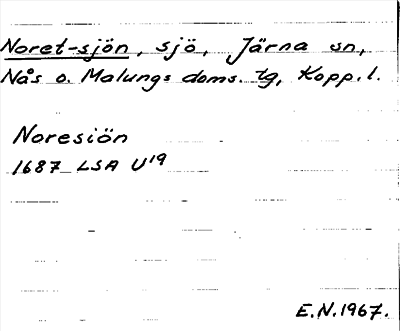 Noret-sjön, sjö, Järna sn,
Nås o. Malungs doms. tg, Kopp. l.
Noresiön
1687 LSA U19
E.N. 1967.